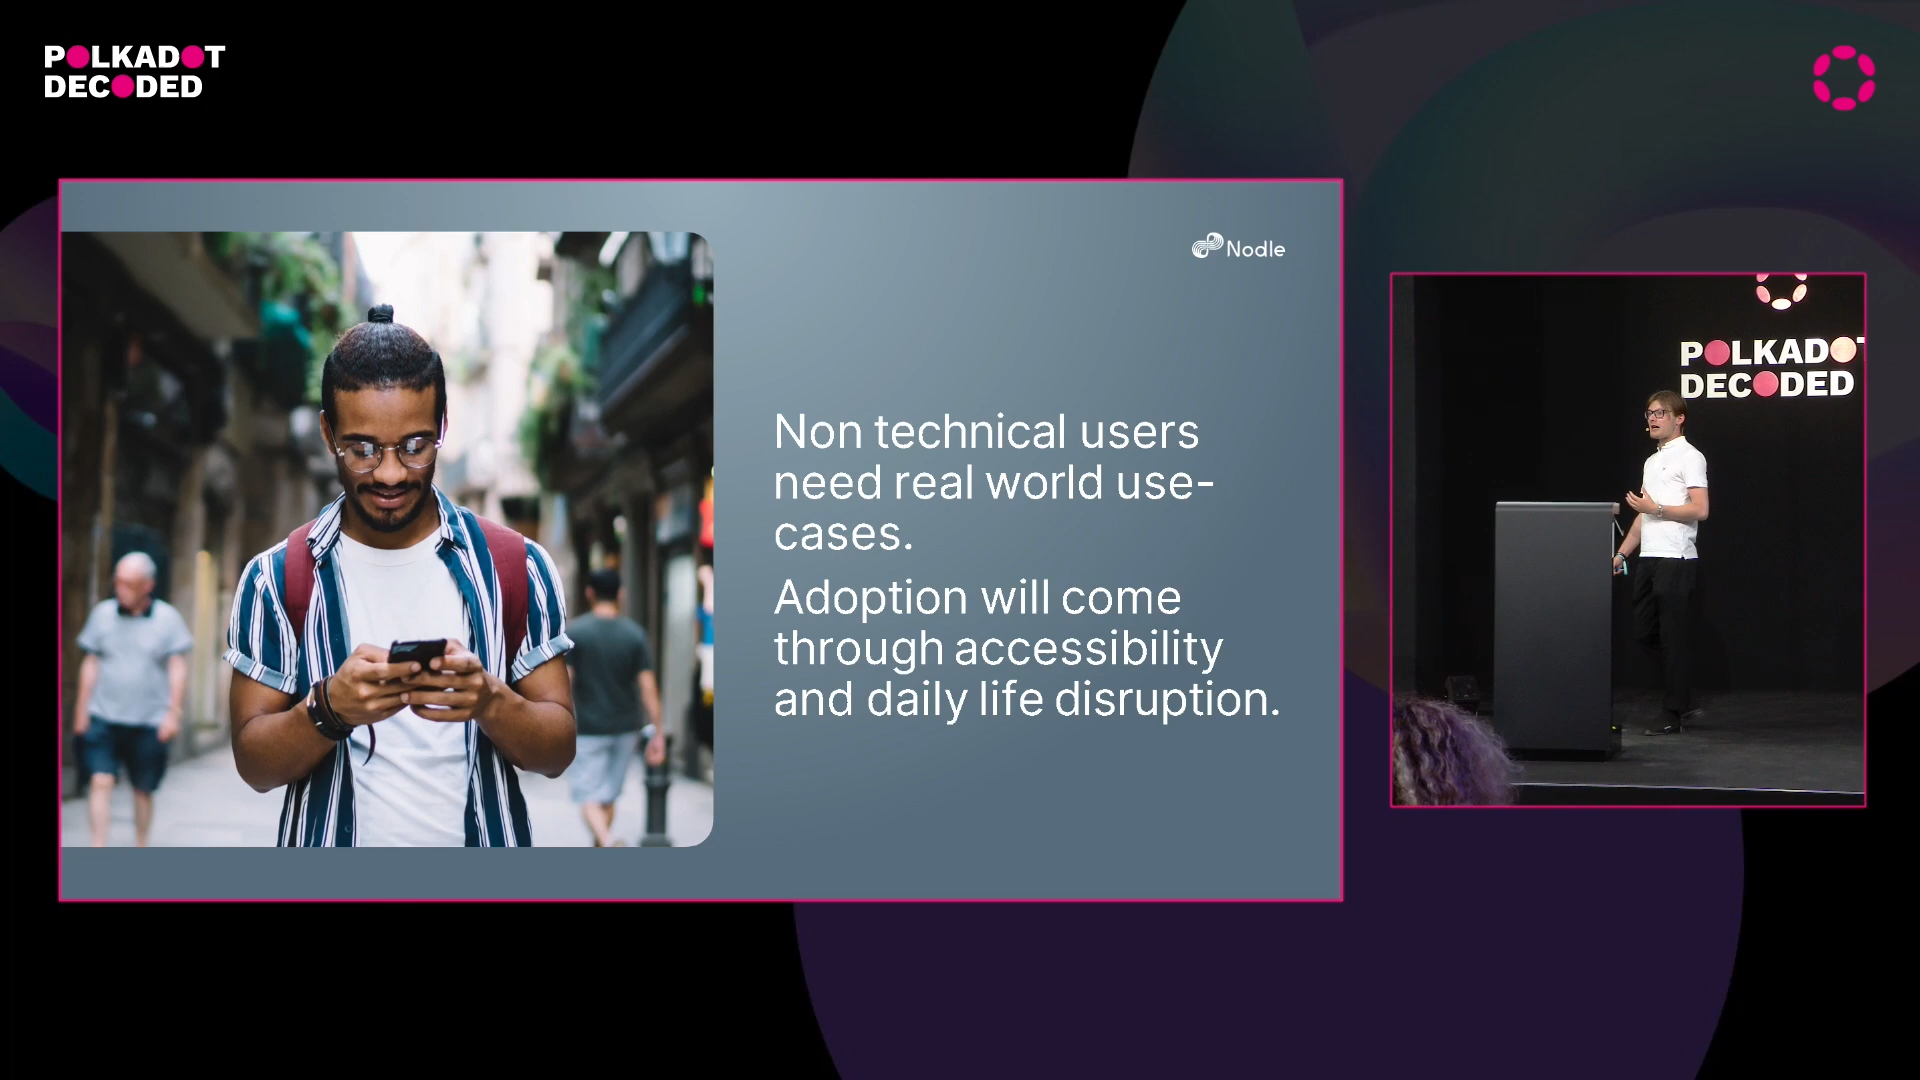 POLKADOT
DECODED
Nodle
Non technical users
need real world use-
cases.
Adoption will come
through accessibility
and daily life disruption.
POLKADOT
DECODED